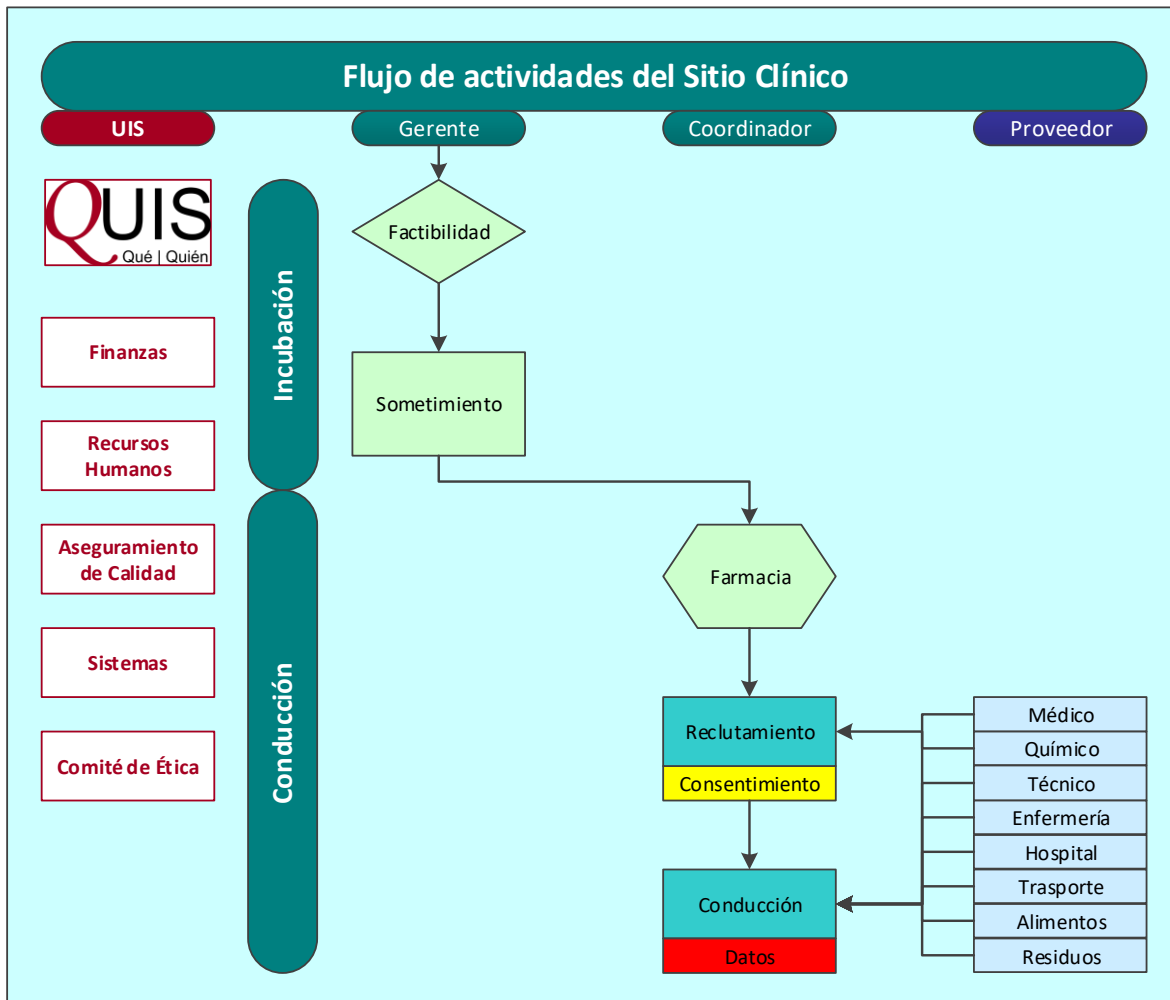 Flujo de actividades del Sitio Clínico
UIS
Gerente
Coordinador
Proveedor
QUIS
Qué | Quién
Finanzas
Recursos
Humanos
Aseguramiento
de Calidad
Sistemas
Comité de Ética
Incubación
Conducción
Factibilidad
Sometimiento
Farmacia
Reclutamiento
Consentimiento
Conducción
Datos
Médico
Químico
Técnico
Enfermería
Hospital
Trasporte
Alimentos
Residuos